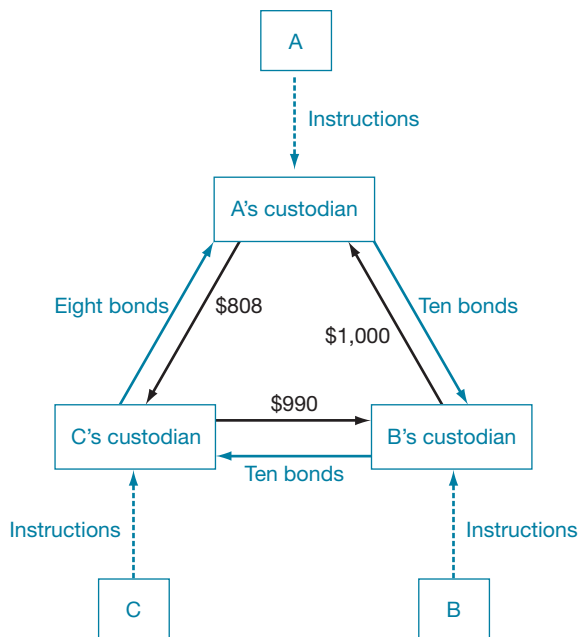 A
Instructions
A's custodian
Eight bonds
$808
Ten bonds
$1,000
$990
C's custodian
B's custodian
Ten bonds
Instructions
Instructions
C
B